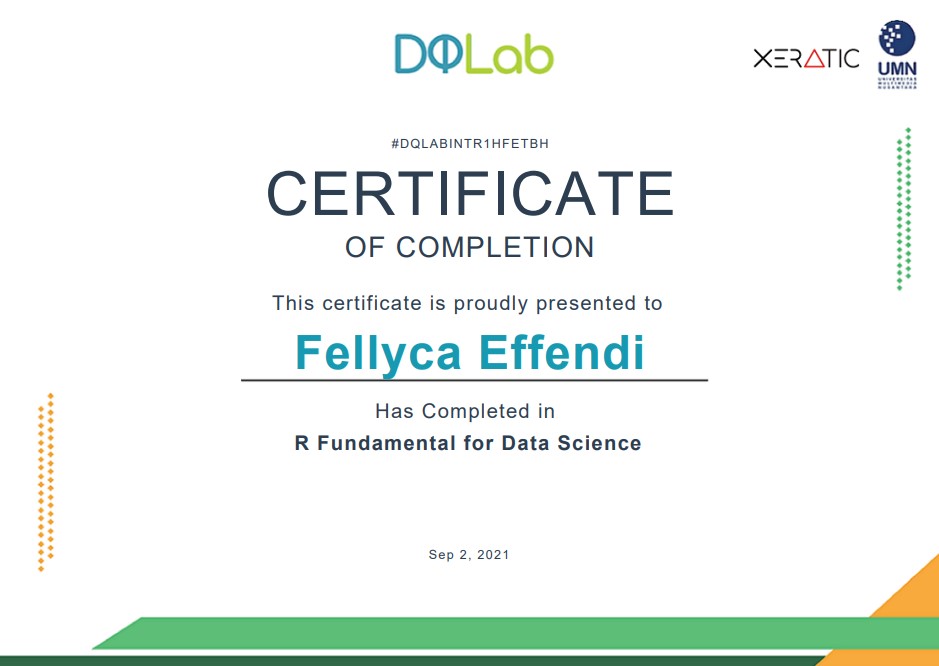 DQLab
XERATIC
UMN
UNIVERSITAS
MULTIMEDIA
NUSANTARA
#DQLABINTR1HFETBH
CERTIFICATE
OF COMPLETION
This certificate is proudly presented to
Fellyca Effendi
Has Completed in
R Fundamental for Data Science
Sep 2, 2021